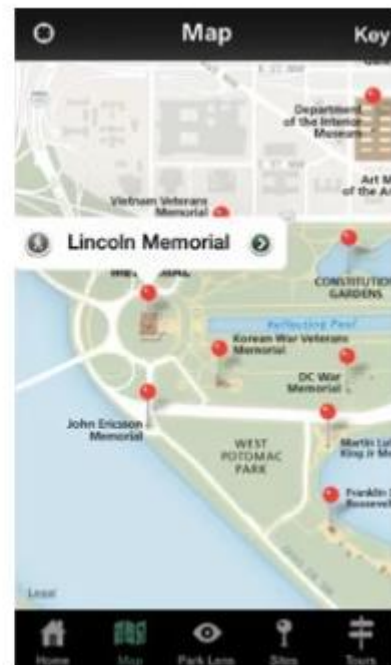 Map
Key
Department
of the Interior
Museum
Art M
of the A
Vietnam Veterans
Memorial
Lincoln Memorial
CONSTITUTION
GARDENS
Reflecting Pool
Korean War Veterans
Memorial
DC War
Memorial
John Ericsson
Memorial
WEST
POTOMAC
PARK
Martin Lut
King Jr Me
Franklin
Roosevel
Legal
Home
Map
Park Lens
Sites
Tours